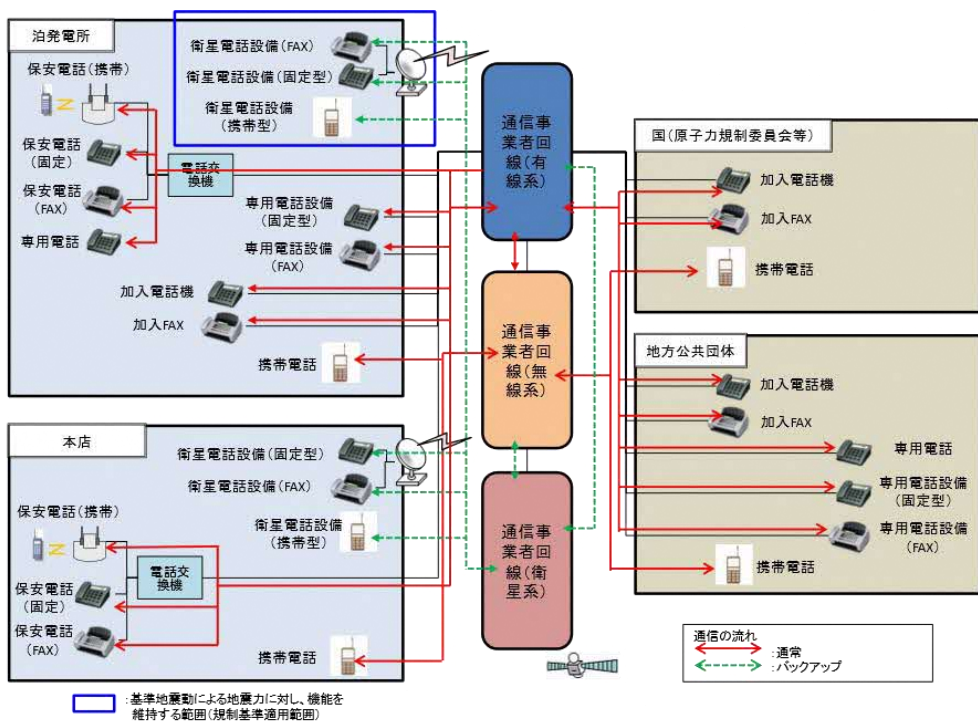 泊発電所
衛星電話設備(FAX)
保安電話(携帯)
衛星電話設備(固定型)
衛星電話設備
(携帯型)
保安電話
(固定)
電話交
換機
保安電話
(FAX)
専用電話設備
(固定型)
専用電話
専用電話設備
(FAX)
加入電話機
加入FAX
携帯電話
本店
衛星電話設備(固定型)
衛星電話設備(FAX)
保安電話(携帯)
衛星電話設備
(携帯型)
電話交
換機
保安電話
(固定)
保安電話
(FAX)
携帯電話
通信事
業者回
線(有
線系)
通信事
業者回
線(無
線系)
通信事
業者回
線(衛
星系)
国(原子力規制委員会等)
加入電話機
加入FAX
携帯電話
地方公共団体
加入電話機
加入FAX
専用電話
専用電話設備
(固定型)
専用電話設備
(FAX)
携帯電話
通信の流れ
:通常
:バックアップ
:基準地震動による地震力に対し、機能を
維持する範囲(規制基準適用範囲)